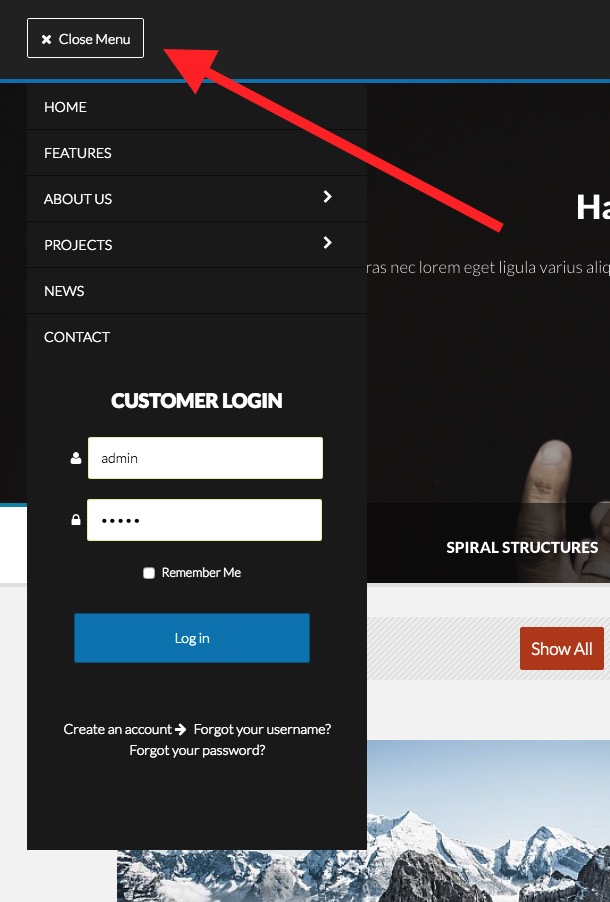 Close Menu
HOME
FEATURES
ABOUT US
PROJECTS
NEWS
CONTACT
ras nec lorem eget ligula varius aliq
CUSTOMER LOGIN
admin
•••••
Remember Me
Log in
Create an account Forgot your username?
Forgot your password?
Ha
SPIRAL STRUCTURES
Show All